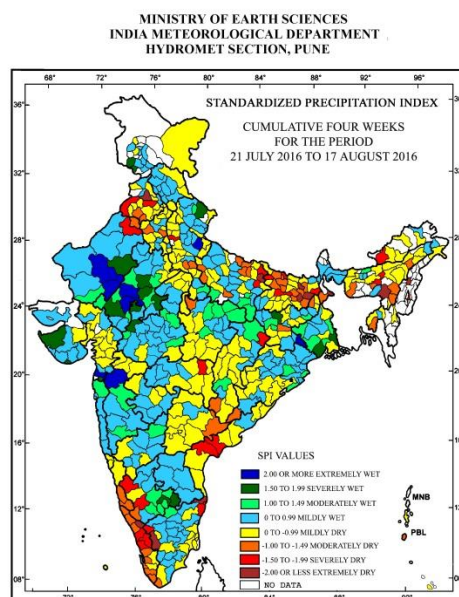 MINISTRY OF EARTH SCIENCES
INDIA METEOROLOGICAL DEPARTMENT
HYDROMET SECTION, PUNE
68° 72° 76° 80° 84° 88° 92° 96°
36°
STANDARDIZED PRECIPITATION INDEX
CUMULATIVE FOUR WEEKS
FOR THE PERIOD
21 JULY 2016 TO 17 AUGUST 2016
32°
28°
24°
20°
16°
12°
08°
SPI VALUES
2.00 OR MORE EXTREMELY WET
1.50 TO 1.99 SEVERELY WET
1.00 TO 1.49 MODERATELY WET
0 TO 0.99 MILDLY WET
0 TO -0.99 MILDLY DRY
-1.00 TO -1.49 MODERATELY DRY
-1.50 TO -1.99 SEVERELY DRY
-2.00 OR LESS EXTREMELY DRY
NO DATA
MNB
PBL